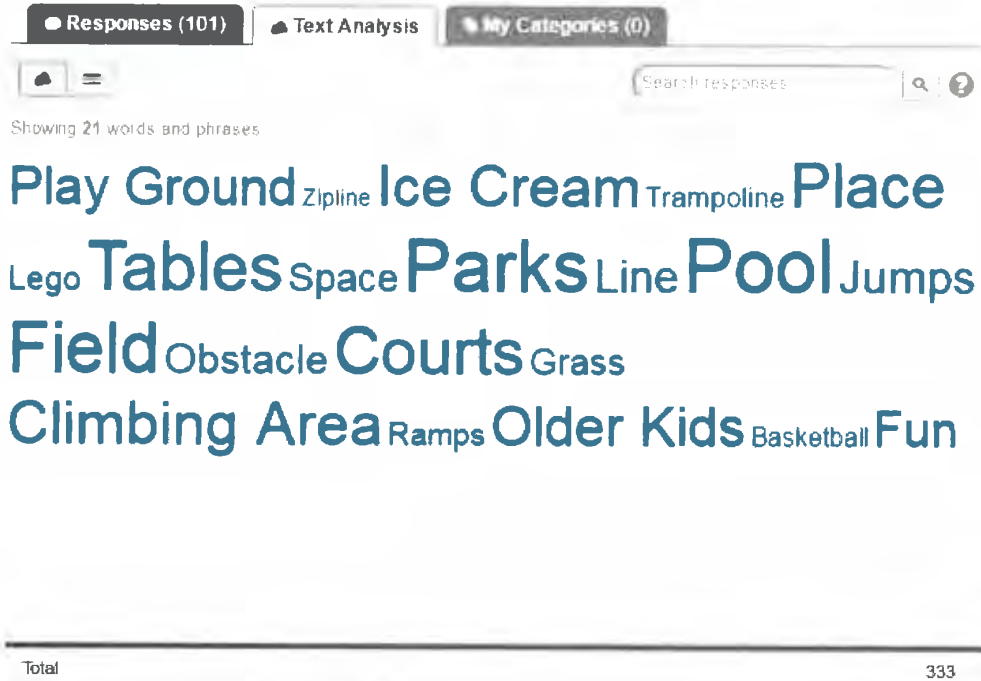 Responses (101) Text Analysis My Categories (0)
Search responses
Showing 21 words and phrases
Play Ground Zipline Ice Cream Trampoline Place
Lego Tables Space Parks Line Pool Jumps
Field Obstacle Courts Grass
Climbing Area Ramps Older Kids Basketball Fun
Total 333